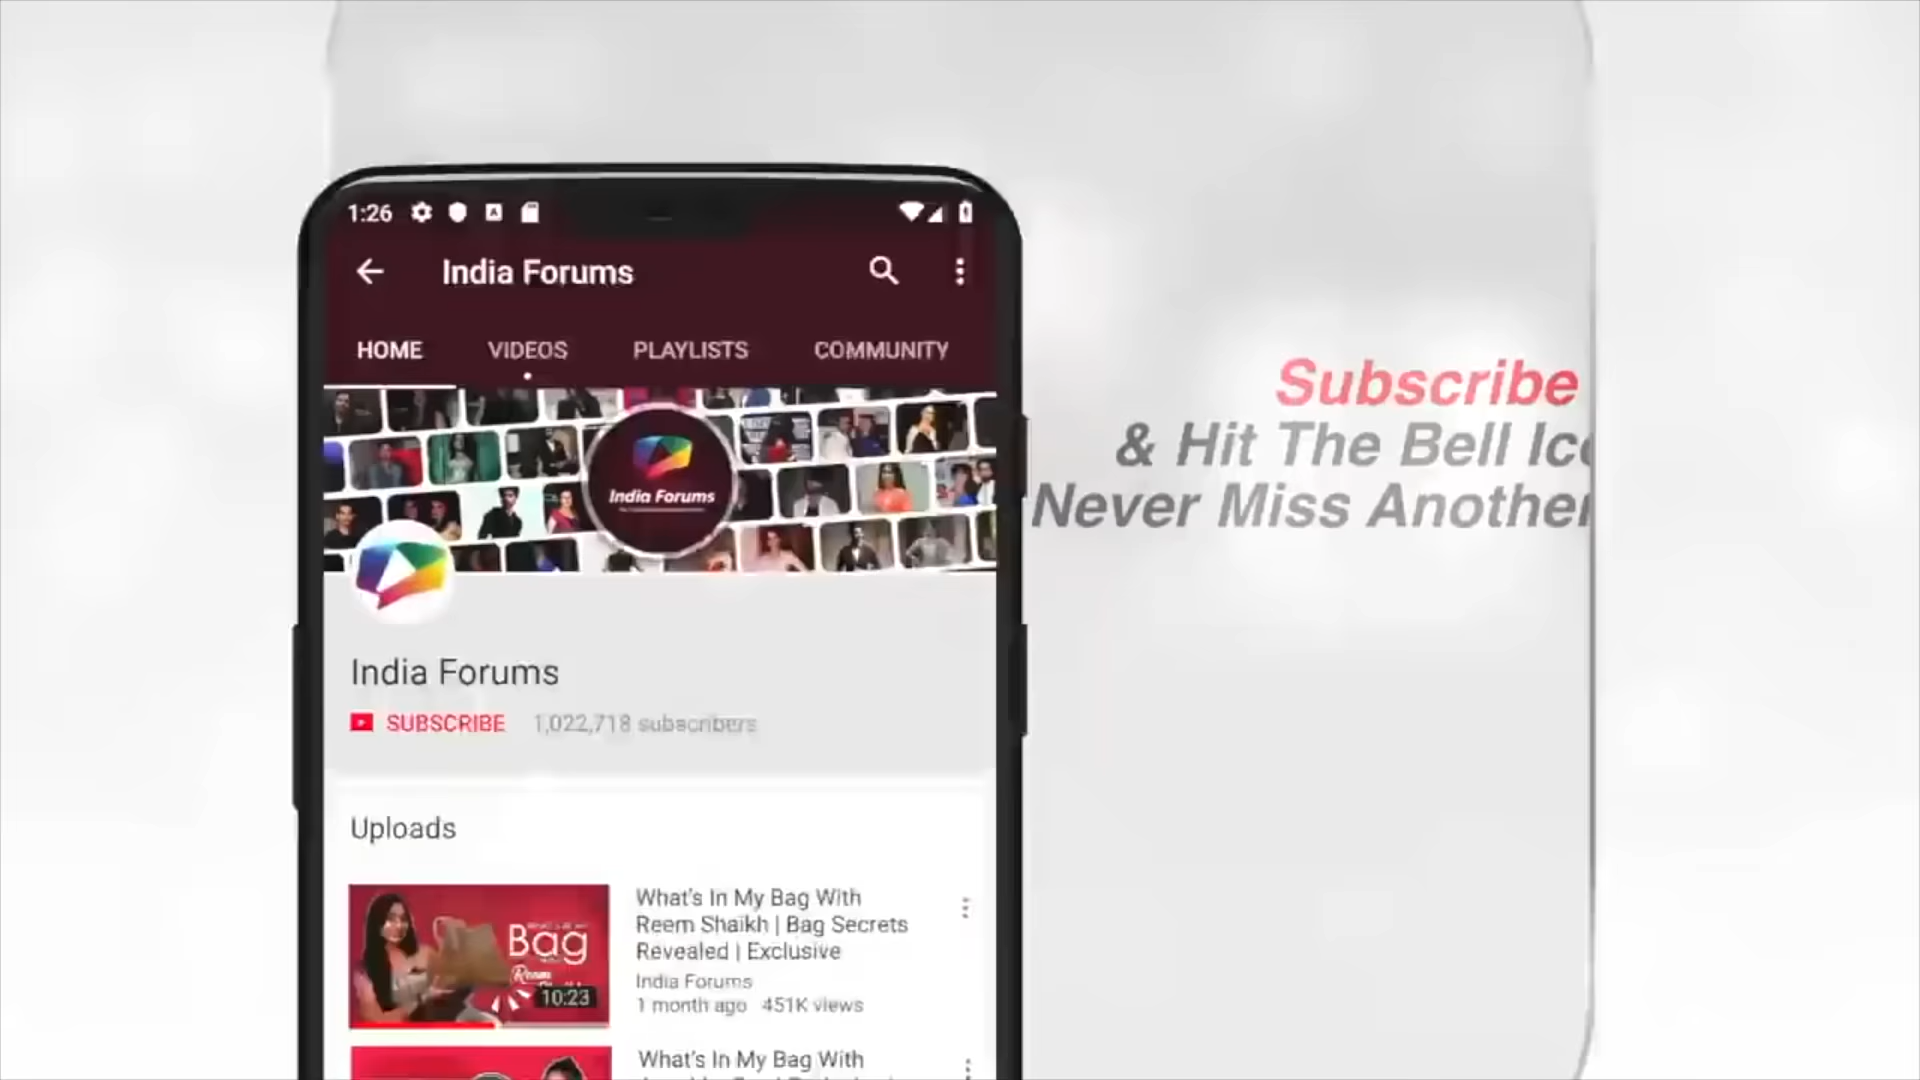 1:26
India Forums
HOME VIDEOS PLAYLISTS COMMUNITY
India Forums
India Forums
SUBSCRIBE 1,022,718 subscribers
Uploads
Bag
10:23
What's In My Bag With
Reem Shaikh | Bag Secrets
Revealed | Exclusive
India Forums
1 month ago 451K views
What's In My Bag With
Subscribe
& Hit The Bell
Never Miss Another